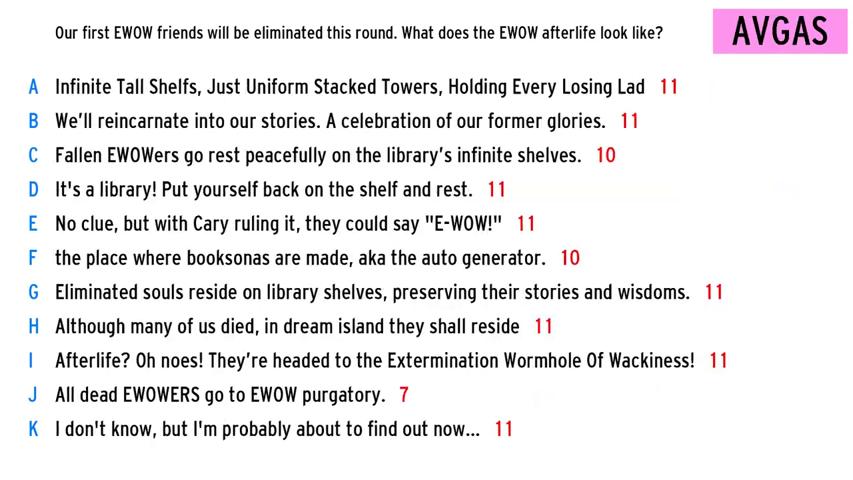 Our first EWOW friends will be eliminated this round. What does the EWOW afterlife look like?
AVGAS
A Infinite Tall Shelfs, Just Uniform Stacked Towers, Holding Every Losing Lad 11
B We'll reincarnate into our stories. A celebration of our former glories. 11
C Fallen EWOWers go rest peacefully on the library's infinite shelves. 10
D It's a library! Put yourself back on the shelf and rest. 11
E No clue, but with Cary ruling it, they could say "E-WOW!" 11
F the place where booksonas are made, aka the auto generator. 10
G Eliminated souls reside on library shelves, preserving their stories and wisdoms. 11
H Although many of us died, in dream island they shall reside 11
I Afterlife? Oh noes! They're headed to the Extermination Wormhole Of Wackiness! 11
J All dead EWOWERS go to EWOW purgatory. 7
K I don't know, but I'm probably about to find out now... 11